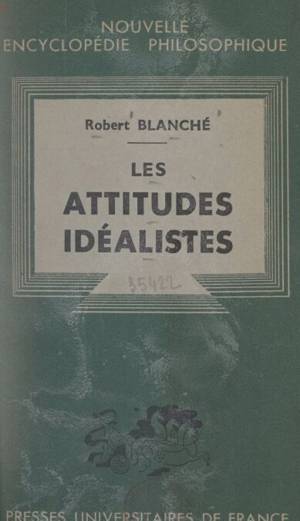 NOUVELLE
ENCYCLOPÉDIE PHILOSOPHIQUE
Robert BLANCHÉ
LES
ATTITUDES
IDÉALISTES
35422
PRESSES UNIVERSITAIRES DE FRANCE